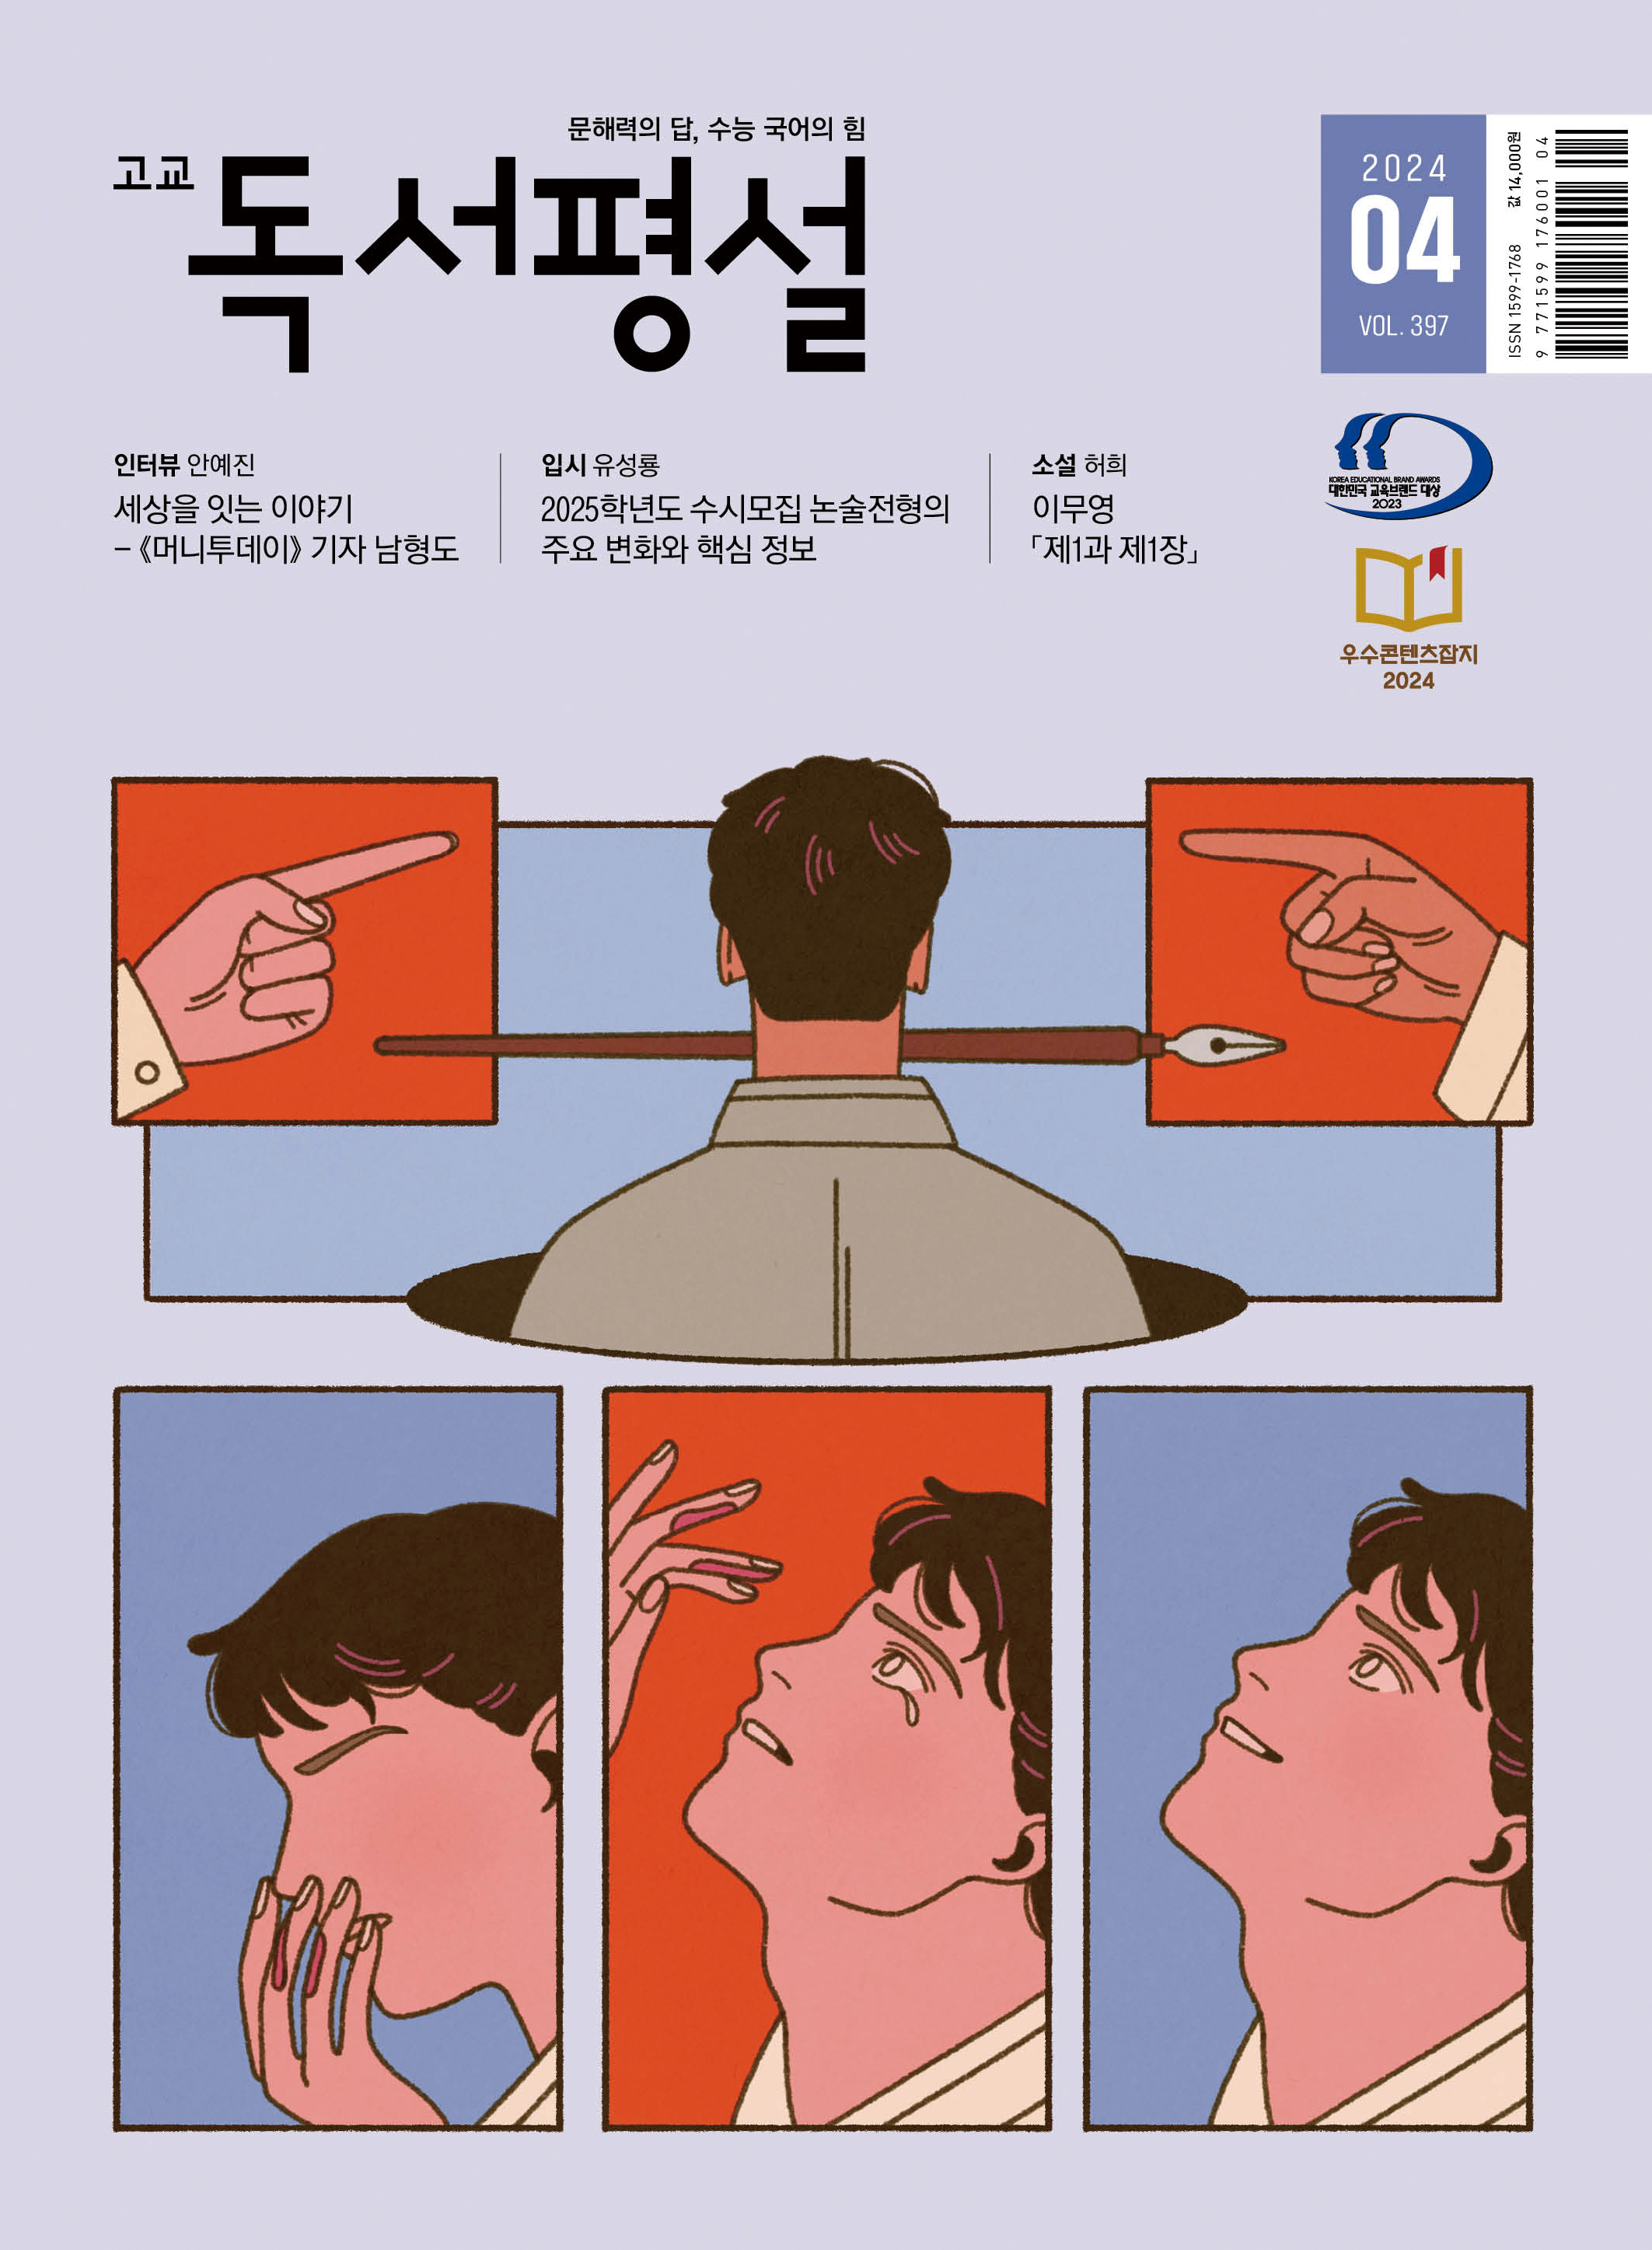 문해력의 답, 수능 국어의 힘
고교 독서평설
2024
04
VOL. 397
값 14,000원
ISSN 1599-1768
9 771599 176001 04
인터뷰 안예진
세상을 잇는 이야기
– 《머니투데이》 기자 남형도
입시 유성룡
2025학년도 수시모집 논술전형의
주요 변화와 핵심 정보
소설 허희
이무영
「제1과 제1장」
KOREA EDUCATIONAL BRAND AWARDS
대한민국 교육브랜드 대상
2023
우수콘텐츠잡지
2024